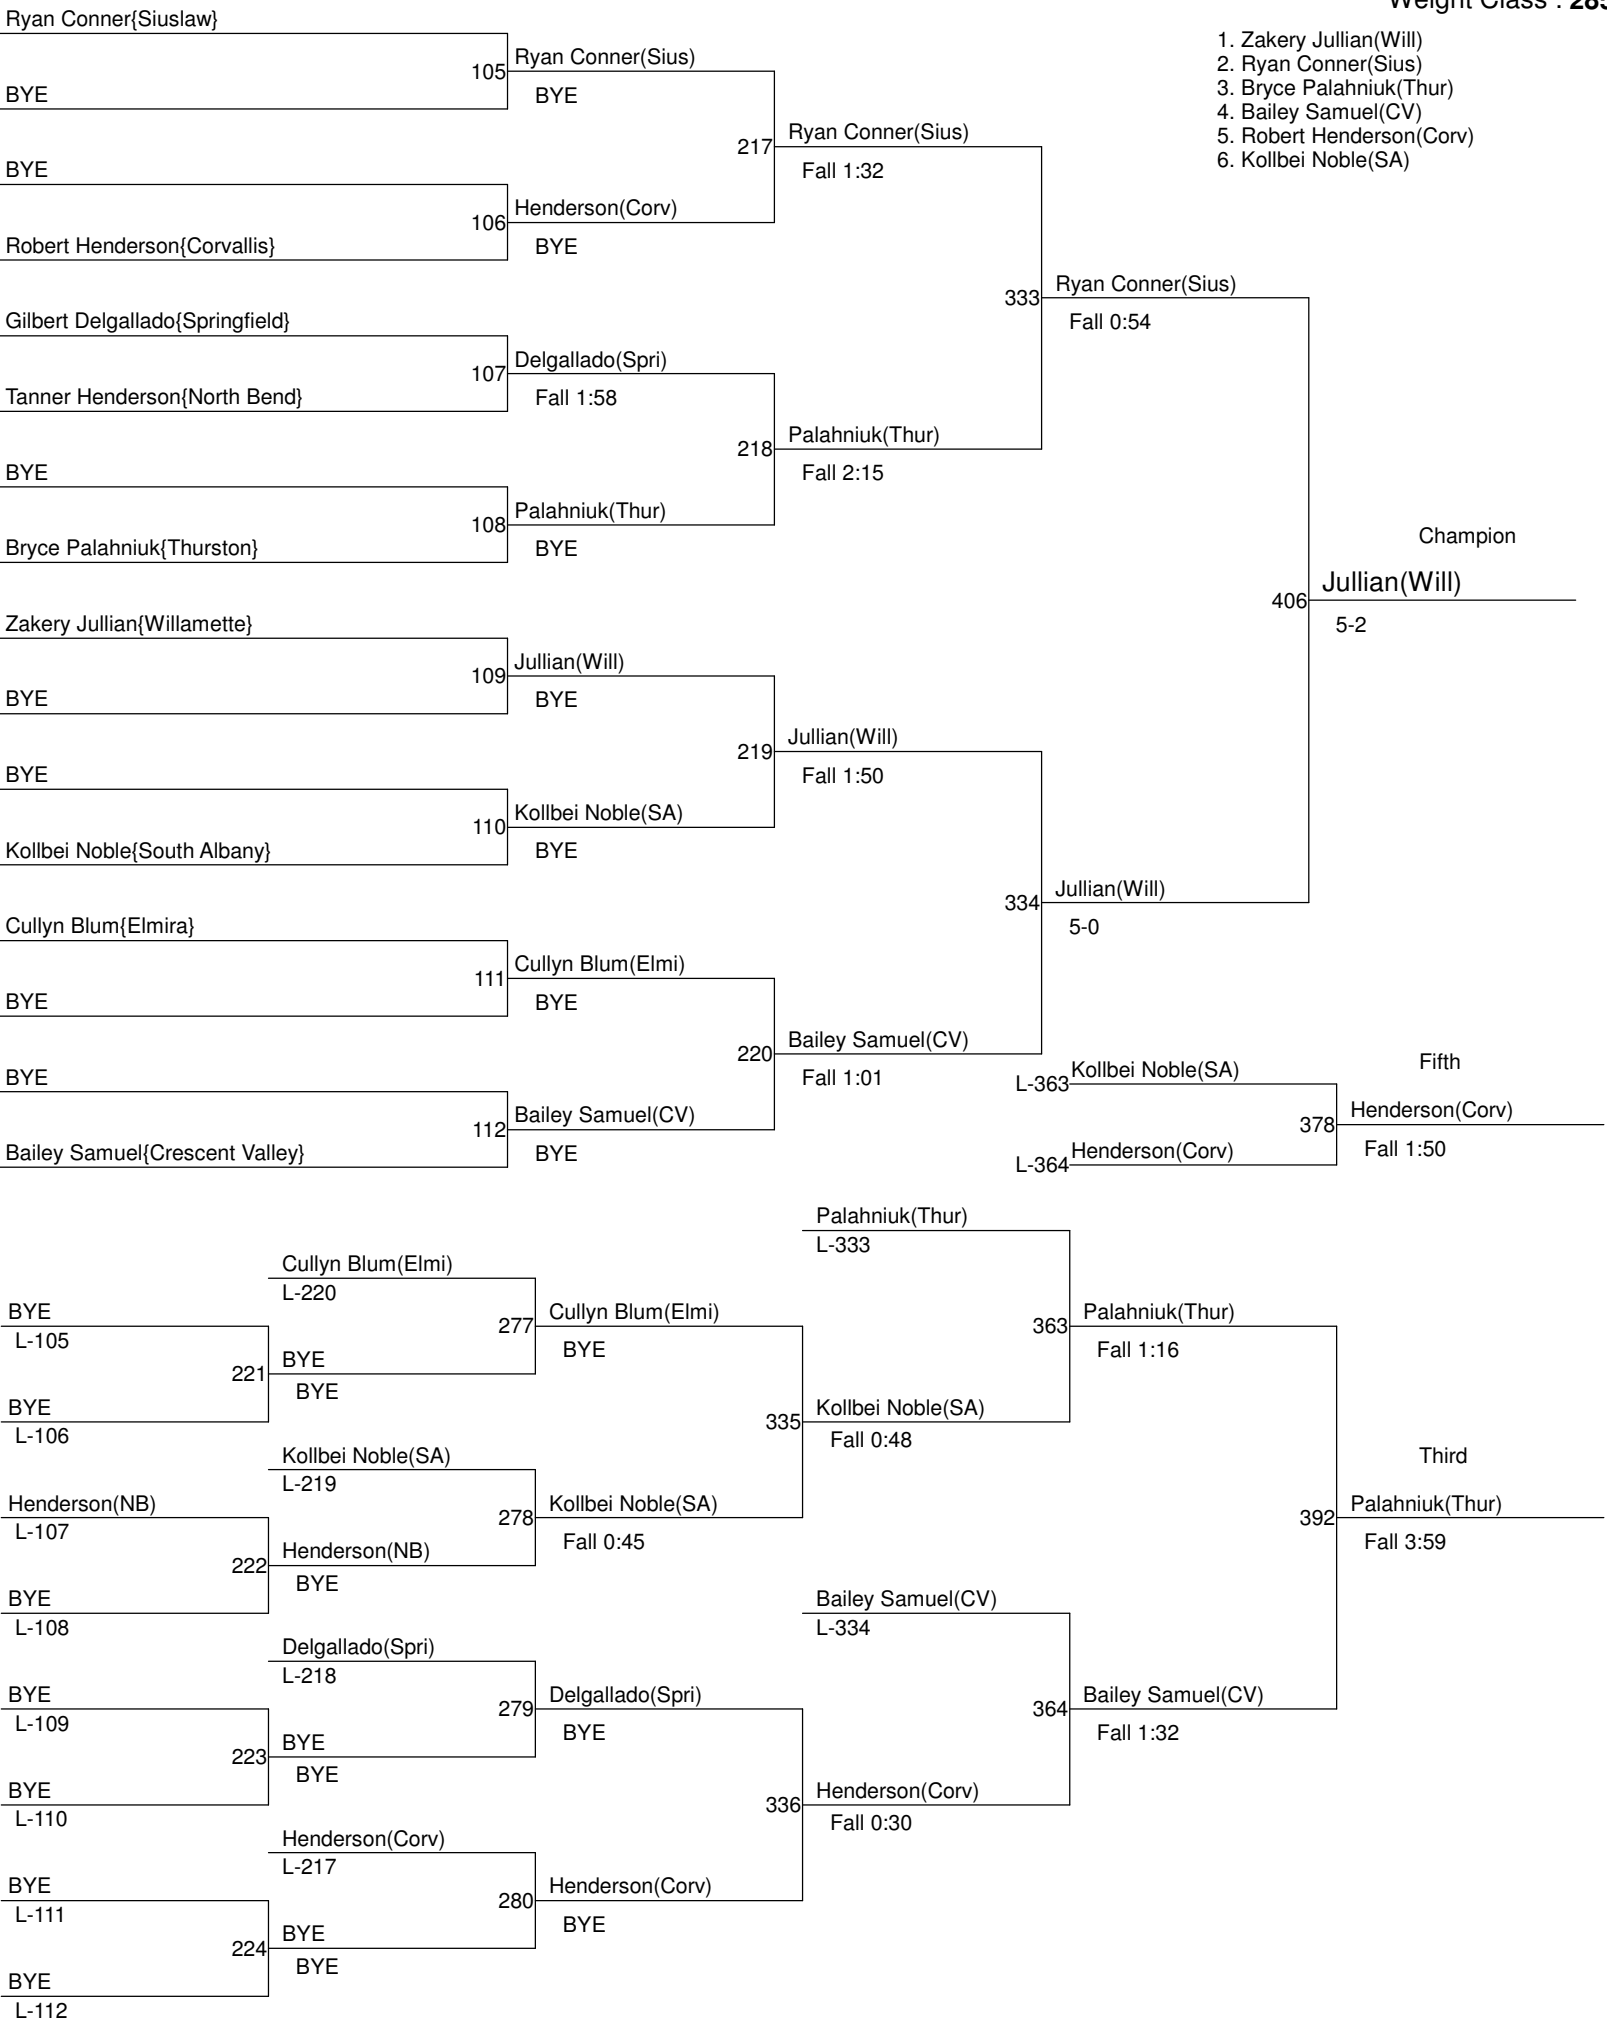 Weight Class : 285
1. Zakery Jullian(Will)
2. Ryan Conner(Sius)
3. Bryce Palahniuk(Thur)
4. Bailey Samuel(CV)
5. Robert Henderson(Corv)
6. Kollbei Noble(SA)
Ryan Conner{Siuslaw}
105
BYE
Ryan Conner(Sius)
BYE
BYE
106
Robert Henderson{Corvallis}
Henderson(Corv)
BYE
217
Ryan Conner(Sius)
Fall 1:32
Gilbert Delgallado{Springfield}
107
Tanner Henderson{North Bend}
Delgallado(Spri)
Fall 1:58
BYE
108
Bryce Palahniuk{Thurston}
Palahniuk(Thur)
BYE
218
Palahniuk(Thur)
Fall 2:15
333
Ryan Conner(Sius)
Fall 0:54
Zakery Jullian{Willamette}
109
BYE
Jullian(Will)
BYE
BYE
110
Kollbei Noble{South Albany}
Kollbei Noble(SA)
BYE
219
Jullian(Will)
Fall 1:50
Cullyn Blum{Elmira}
111
BYE
Cullyn Blum(Elmi)
BYE
BYE
112
Bailey Samuel{Crescent Valley}
Bailey Samuel(CV)
BYE
220
Bailey Samuel(CV)
Fall 1:01
334
Jullian(Will)
5-0
Champion
406
Jullian(Will)
5-2
Fifth
L-363
Kollbei Noble(SA)
L-364
Henderson(Corv)
378
Henderson(Corv)
Fall 1:50
BYE
L-105
221
BYE
L-106
Cullyn Blum(Elmi)
L-220
BYE
BYE
277
Cullyn Blum(Elmi)
BYE
Henderson(NB)
L-107
222
BYE
L-108
Kollbei Noble(SA)
L-219
Henderson(NB)
BYE
278
Kollbei Noble(SA)
Fall 0:45
Palahniuk(Thur)
L-333
335
Kollbei Noble(SA)
Fall 0:48
363
Palahniuk(Thur)
Fall 1:16
BYE
L-109
223
BYE
L-110
Delgallado(Spri)
L-218
BYE
BYE
279
Delgallado(Spri)
BYE
BYE
L-111
224
BYE
L-112
Henderson(Corv)
L-217
BYE
BYE
280
Henderson(Corv)
BYE
Bailey Samuel(CV)
L-334
336
Henderson(Corv)
Fall 0:30
364
Bailey Samuel(CV)
Fall 1:32
Third
392
Palahniuk(Thur)
Fall 3:59